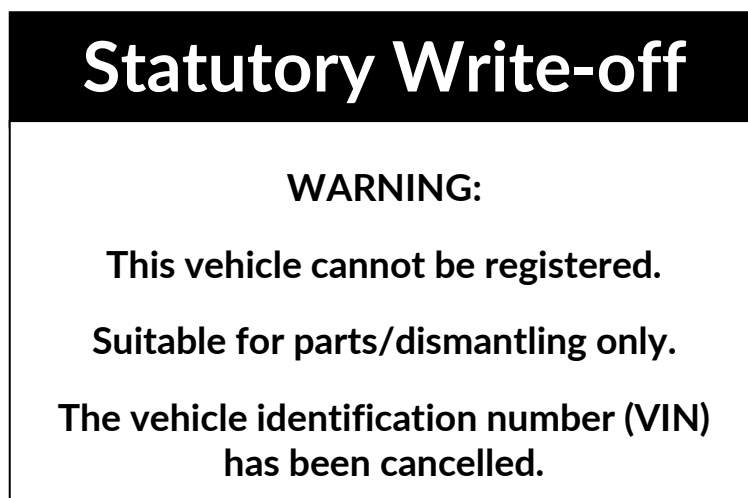 Statutory Write-off
WARNING:
This vehicle cannot be registered.
Suitable for parts/dismantling only.
The vehicle identification number (VIN)
has been cancelled.